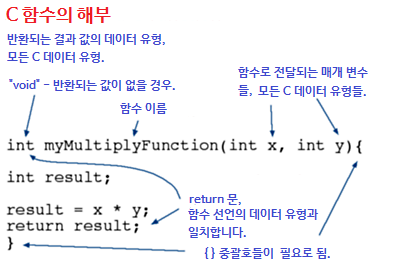 C 함수의 해부
반환되는 결과 값의 데이터 유형,
모든 C 데이터 유형.
"void" - 반환되는 값이 없을 경우.
함수 이름
함수로 전달되는 매개 변수
들, 모든 C 데이터 유형들.
int myMultiplyFunction(int x, int y){
int result;
result = x * y;
return result;
}
return 문,
함수 선언의 데이터 유형과
일치합니다.
{ } 중괄호들이 필요로 됨.